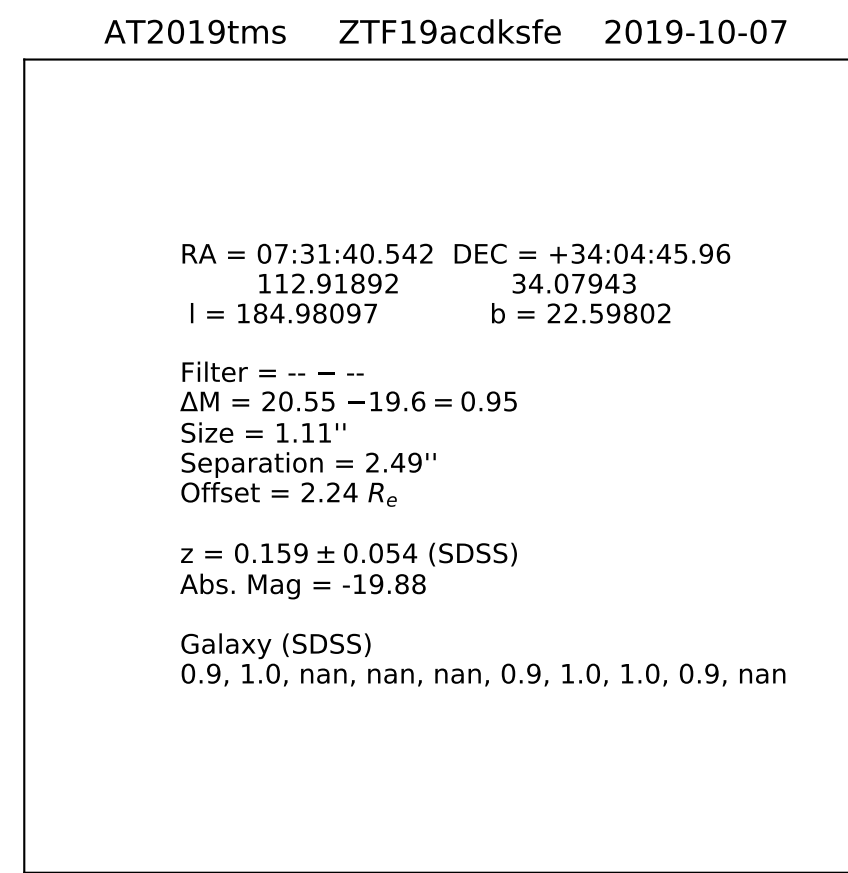 AT2019tms ZTF19acdksfe 2019-10-07
RA = 07:31:40.542 DEC = +34:04:45.96
112.91892 34.07943
l = 184.98097 b = 22.59802
Filter = -- − --
ΔM = 20.55 −19.6 = 0.95
Size = 1.11''
Separation = 2.49''
Offset = 2.24 Rₑ
z = 0.159 ± 0.054 (SDSS)
Abs. Mag = -19.88
Galaxy (SDSS)
0.9, 1.0, nan, nan, nan, 0.9, 1.0, 1.0, 0.9, nan